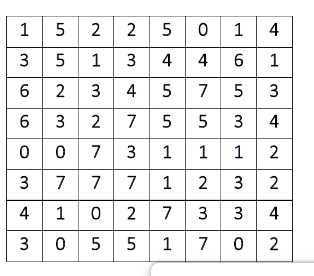 1 5 2 2 5 0 1 4
3 5 1 3 4 4 6 1
6 2 3 4 5 7 5 3
6 3 2 7 5 5 3 4
0 0 7 3 1 1 1 2
3 7 7 7 1 2 3 2
4 1 0 2 7 3 3 4
3 0 5 5 1 7 0 2